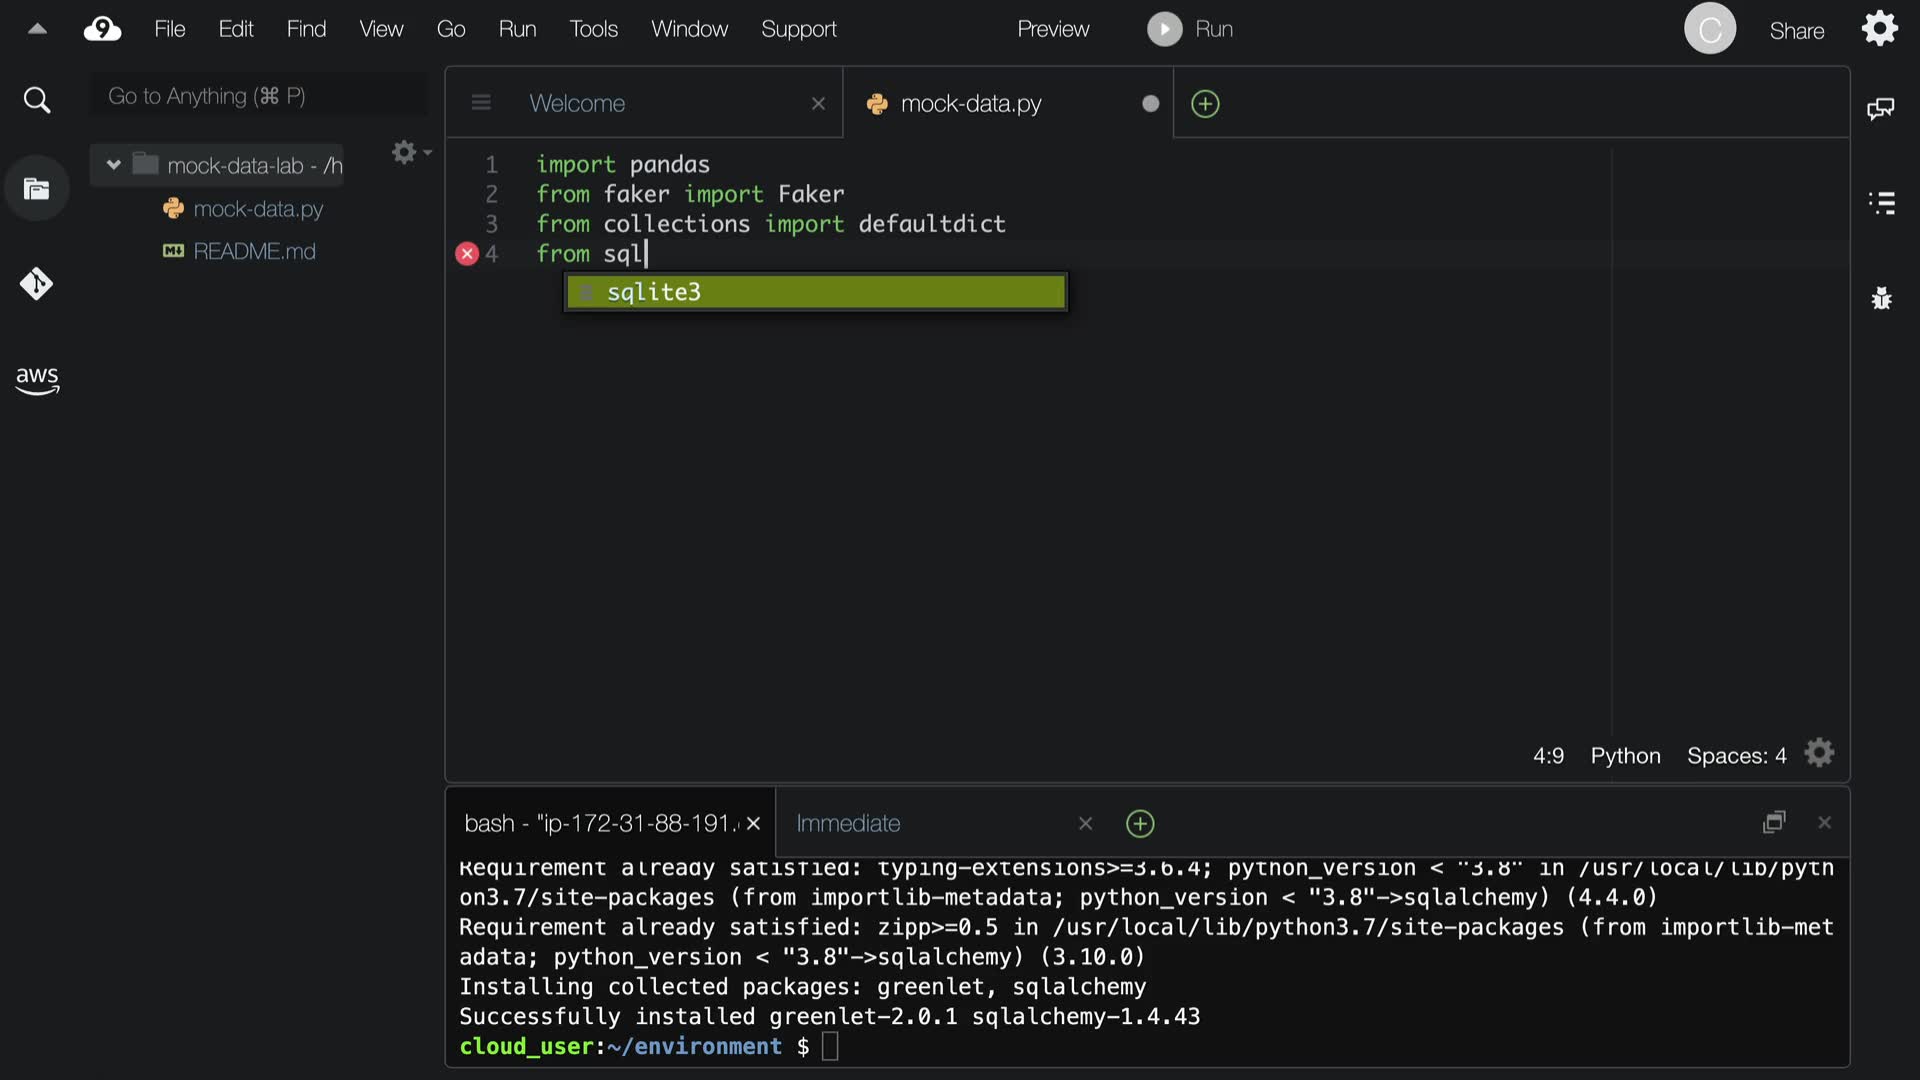 9 File Edit Find View Go Run Tools Window Support Preview Run C Share
Go to Anything (⌘ P)
Welcome
mock-data.py
mock-data-lab - /h
mock-data.py
README.md
aws
1 import pandas
2 from faker import Faker
3 from collections import defaultdict
4 from sql
sqlite3
4:9 Python Spaces: 4
bash - "ip-172-31-88-191.
Immediate
Requirement already satisfied: typing-extensions>=3.6.4; python_version < "3.8" in /usr/local/lib/pyth
on3.7/site-packages (from importlib-metadata; python_version < "3.8"->sqlalchemy) (4.4.0)
Requirement already satisfied: zipp>=0.5 in /usr/local/lib/python3.7/site-packages (from importlib-met
adata; python_version < "3.8"->sqlalchemy) (3.10.0)
Installing collected packages: greenlet, sqlalchemy
Successfully installed greenlet-2.0.1 sqlalchemy-1.4.43
cloud_user:~/environment $